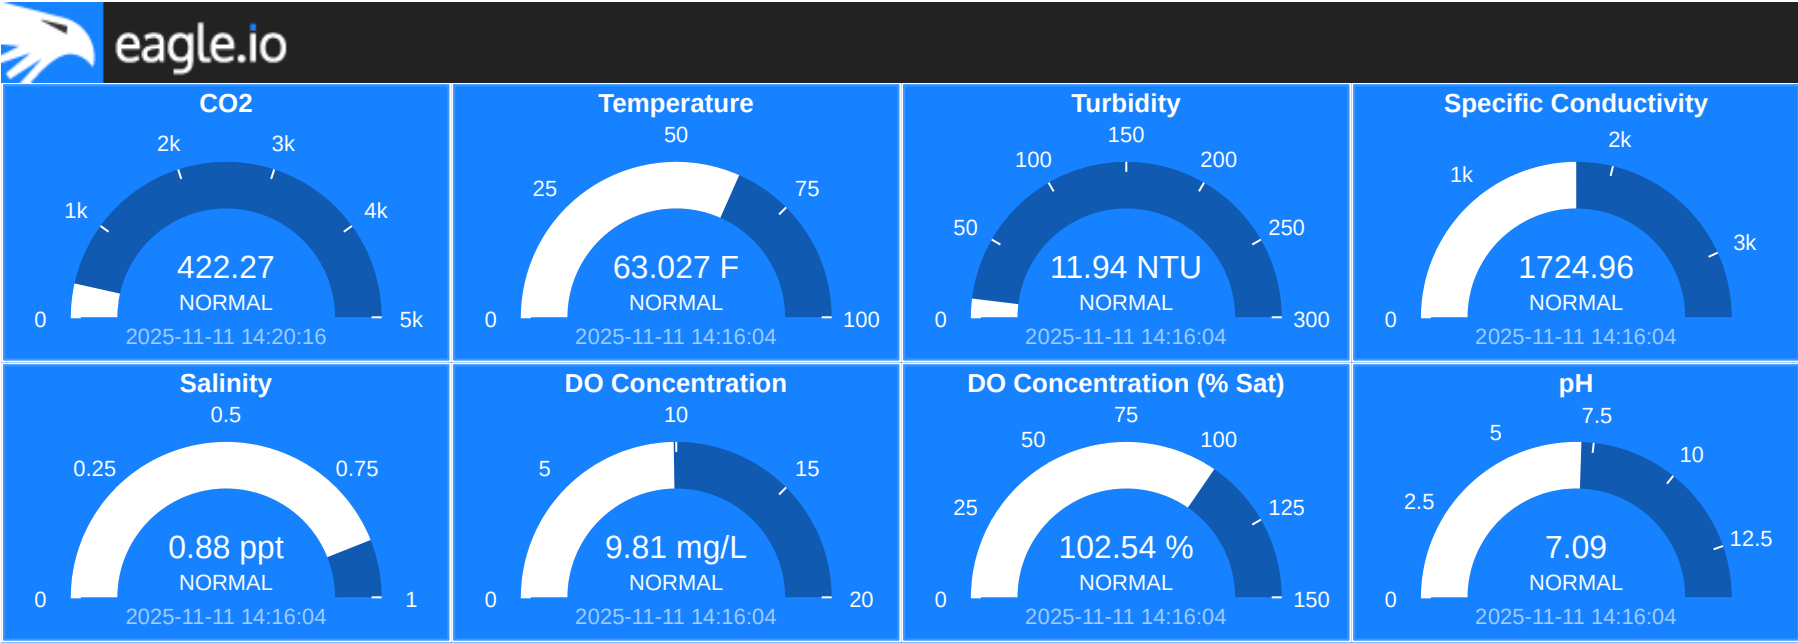 eagle.io
CO2
2k 3k
1k 4k
422.27
NORMAL
0 5k
2025-11-11 14:20:16
Temperature
50
25 75
63.027 F
NORMAL
0 100
2025-11-11 14:16:04
Turbidity
150
100 200
50 250
11.94 NTU
NORMAL
0 300
2025-11-11 14:16:04
Specific Conductivity
2k
1k
3k
1724.96
NORMAL
0
2025-11-11 14:16:04
Salinity
0.5
0.25 0.75
0.88 ppt
NORMAL
0 1
2025-11-11 14:16:04
DO Concentration
10
5 15
9.81 mg/L
NORMAL
0 20
2025-11-11 14:16:04
DO Concentration (% Sat)
75
50 100
25 125
102.54 %
NORMAL
0 150
2025-11-11 14:16:04
pH
7.5
5
10
2.5
12.5
7.09
NORMAL
0
2025-11-11 14:16:04